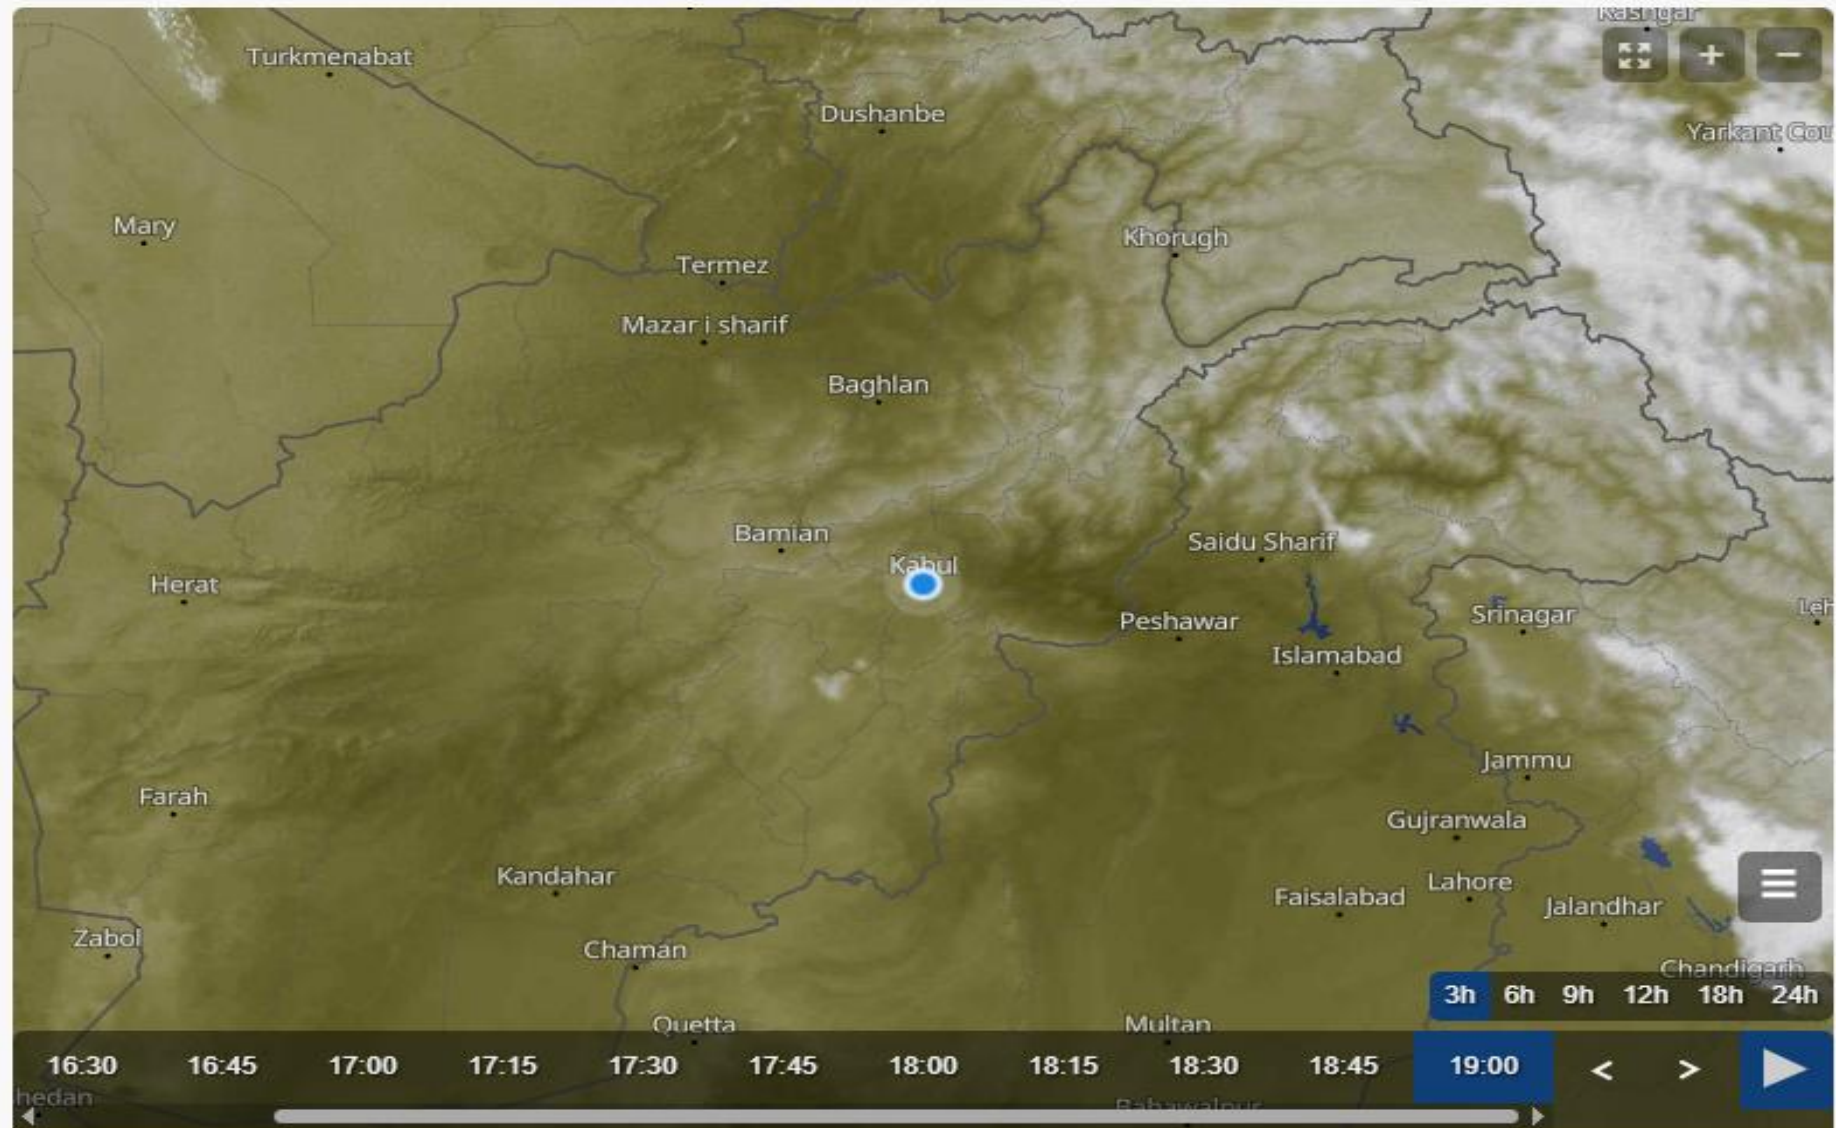 Kashgar
Turkmenabat
+
−
Dushanbe
Yarkant Cou
Mary
Khorugh
Termez
Mazar i sharif
Baghlan
Bamian
Saidu Sharif
Kabul
Herat
Leh
Srinagar
Peshawar
Islamabad
Jammu
Farah
Gujranwala
Kandahar
Lahore
Faisalabad
Jalandhar
Zabol
Chaman
Chandigarh
3h 6h 9h 12h 18h 24h
Quetta
Multan
16:30 16:45 17:00 17:15 17:30 17:45 18:00 18:15 18:30 18:45 19:00 < >
hedan
Bahawalpur